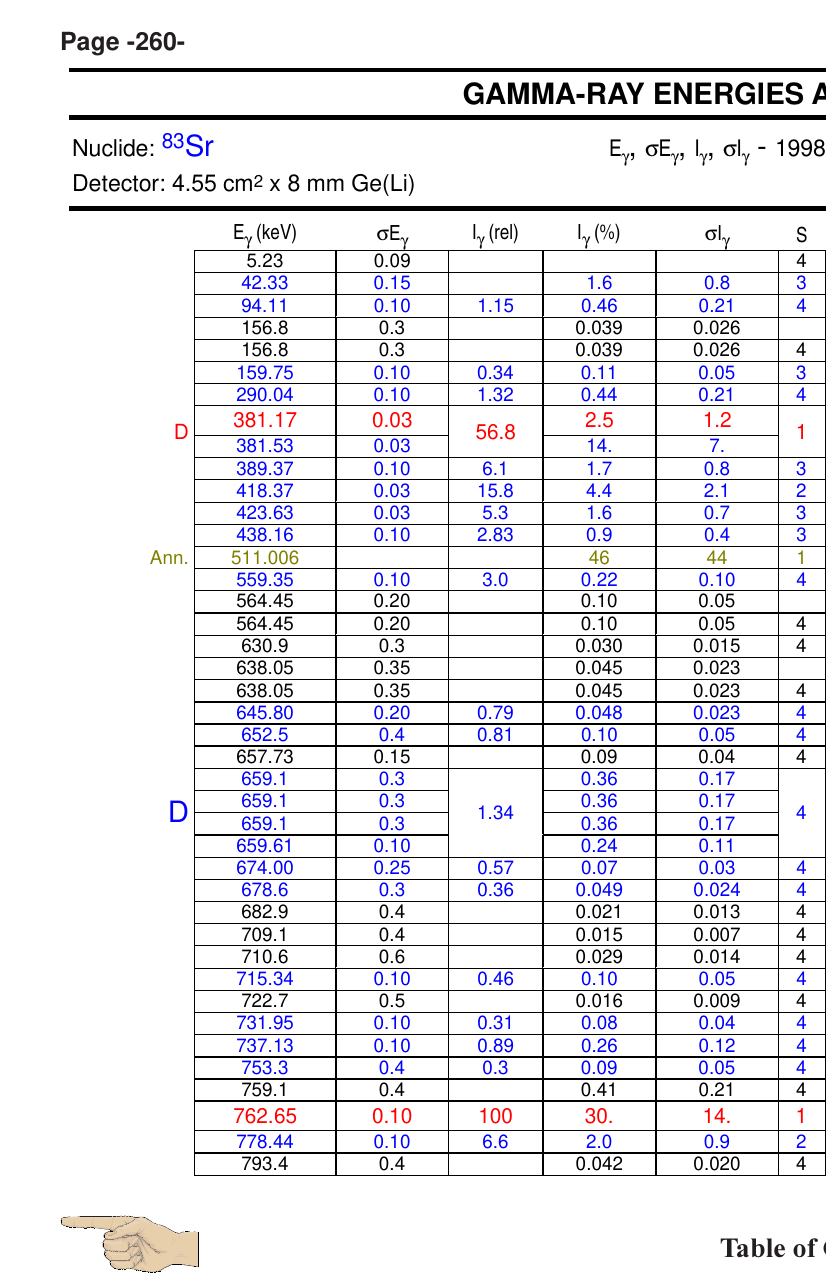 Page -260-
GAMMA-RAY ENERGIES A
Nuclide: 83Sr Eγ, σEγ, Iγ, σIγ - 1998
Detector: 4.55 cm2 x 8 mm Ge(Li)
Eγ (keV) σEγ Iγ (rel) Iγ (%) σIγ S
5.23 0.09 4
42.33 0.15 1.6 0.8 3
94.11 0.10 1.15 0.46 0.21 4
156.8 0.3 0.039 0.026
156.8 0.3 0.039 0.026 4
159.75 0.10 0.34 0.11 0.05 3
290.04 0.10 1.32 0.44 0.21 4
381.17 0.03 2.5 1.2
D 56.8 1
381.53 0.03 14. 7.
389.37 0.10 6.1 1.7 0.8 3
418.37 0.03 15.8 4.4 2.1 2
423.63 0.03 5.3 1.6 0.7 3
438.16 0.10 2.83 0.9 0.4 3
Ann. 511.006 46 44 1
559.35 0.10 3.0 0.22 0.10 4
564.45 0.20 0.10 0.05
564.45 0.20 0.10 0.05 4
630.9 0.3 0.030 0.015 4
638.05 0.35 0.045 0.023
638.05 0.35 0.045 0.023 4
645.80 0.20 0.79 0.048 0.023 4
652.5 0.4 0.81 0.10 0.05 4
657.73 0.15 0.09 0.04 4
659.1 0.3 0.36 0.17
659.1 0.3 0.36 0.17
D 1.34 4
659.1 0.3 0.36 0.17
659.61 0.10 0.24 0.11
674.00 0.25 0.57 0.07 0.03 4
678.6 0.3 0.36 0.049 0.024 4
682.9 0.4 0.021 0.013 4
709.1 0.4 0.015 0.007 4
710.6 0.6 0.029 0.014 4
715.34 0.10 0.46 0.10 0.05 4
722.7 0.5 0.016 0.009 4
731.95 0.10 0.31 0.08 0.04 4
737.13 0.10 0.89 0.26 0.12 4
753.3 0.4 0.3 0.09 0.05 4
759.1 0.4 0.41 0.21 4
762.65 0.10 100 30. 14. 1
778.44 0.10 6.6 2.0 0.9 2
793.4 0.4 0.042 0.020 4
Table of